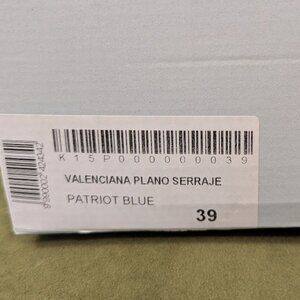 K15P000000039
VALENCIANA PLANO SERRAJE
PATRIOT BLUE
39